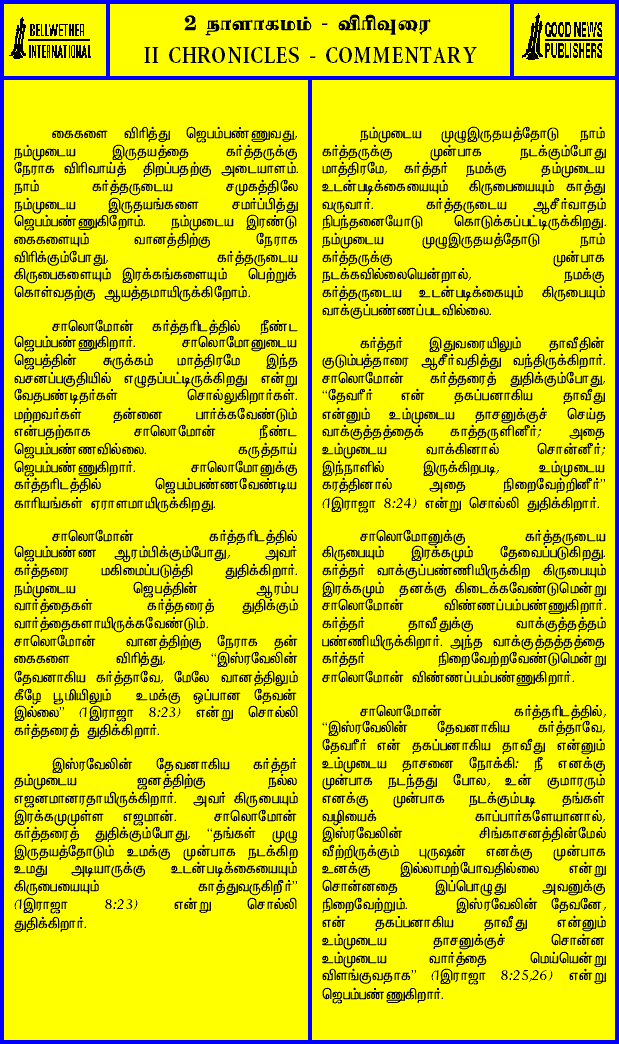 BELLWETHER
INTERNATIONAL
2 நாளாகமம் - விரிவுரை
II CHRONICLES - COMMENTARY
GOOD NEWS
PUBLISHERS
கைகளை விரித்து ஜெபம்பண்ணுவது,
நம்முடைய இருதயத்தை கர்த்தருக்கு
நேராக விரிவாய்த் திறப்பதற்கு அடையாளம்.
நாம் கர்த்தருடைய சமுகத்திலே
நம்முடைய இருதயங்களை சமர்ப்பித்து
ஜெபம்பண்ணுகிறோம். நம்முடைய இரண்டு
கைகளையும் வானத்திற்கு நேராக
விரிக்கும்போது, கர்த்தருடைய
கிருபைகளையும் இரக்கங்களையும் பெற்றுக்
கொள்வதற்கு ஆயத்தமாயிருக்கிறோம்.
சாலொமோன் கர்த்தரிடத்தில் நீண்ட
ஜெபம்பண்ணுகிறார். சாலொமோனுடைய
ஜெபத்தின் சுருக்கம் மாத்திரமே இந்த
வசனப்பகுதியில் எழுதப்பட்டிருக்கிறது என்று
வேதபண்டிதர்கள் சொல்லுகிறார்கள்.
மற்றவர்கள் தன்னை பார்க்கவேண்டும்
என்பதற்காக சாலொமோன் நீண்ட
ஜெபம்பண்ணவில்லை. கருத்தாய்
ஜெபம்பண்ணுகிறார். சாலொமோனுக்கு
கர்த்தரிடத்தில் ஜெபம்பண்ணவேண்டிய
காரியங்கள் ஏராளமாயிருக்கிறது.
சாலொமோன் கர்த்தரிடத்தில்
ஜெபம்பண்ண ஆரம்பிக்கும்போது, அவர்
கர்த்தரை மகிமைப்படுத்தி துதிக்கிறார்.
நம்முடைய ஜெபத்தின் ஆரம்ப
வார்த்தைகள் கர்த்தரைத் துதிக்கும்
வார்த்தைகளாயிருக்கவேண்டும்.
சாலொமோன் வானத்திற்கு நேராக தன்
கைகளை விரித்து, "இஸ்ரவேலின்
தேவனாகிய கர்த்தாவே, மேலே வானத்திலும்
கீழே பூமியிலும் உமக்கு ஒப்பான தேவன்
இல்லை" (1இராஜா 8:23) என்று சொல்லி
கர்த்தரைத் துதிக்கிறார்.
இஸ்ரவேலின் தேவனாகிய கர்த்தர்
தம்முடைய ஜனத்திற்கு நல்ல
எஜமானரதாயிருக்கிறார். அவர் கிருபையும்
இரக்கமுமுள்ள எஜமான். சாலொமோன்
கர்த்தரைத் துதிக்கும்போது, "தங்கள் முழு
இருதயத்தோடும் உமக்கு முன்பாக நடக்கிற
உமது அடியாருக்கு உடன்படிக்கையையும்
கிருபையையும் காத்துவருகிறீர்"
(1இராஜா 8:23) என்று சொல்லி
துதிக்கிறார்.
நம்முடைய முழுஇருதயத்தோடு நாம்
கர்த்தருக்கு முன்பாக நடக்கும்போது
மாத்திரமே, கர்த்தர் நமக்கு தம்முடைய
உடன்படிக்கையையும் கிருபையையும் காத்து
வருவார். கர்த்தருடைய ஆசீர்வாதம்
நிபந்தனையோடு கொடுக்கப்பட்டிருக்கிறது.
நம்முடைய முழுஇருதயத்தோடு நாம்
கர்த்தருக்கு முன்பாக
நடக்கவில்லையென்றால், நமக்கு
கர்த்தருடைய உடன்படிக்கையும் கிருபையும்
வாக்குப்பண்ணப்படவில்லை.
கர்த்தர் இதுவரையிலும் தாவீதின்
குடும்பத்தாரை ஆசீர்வதித்து வந்திருக்கிறார்.
சாலொமோன் கர்த்தரைத் துதிக்கும்போது,
"தேவரீர் என் தகப்பனாகிய தாவீது
என்னும் உம்முடைய தாசனுக்குச் செய்த
வாக்குத்தத்தைக் காத்தருளினீர்; அதை
உம்முடைய வாக்கினால் சொன்னீர்;
இந்நாளில் இருக்கிறபடி, உம்முடைய
கரத்தினால் அதை நிறைவேற்றினீர்"
(1இராஜா 8:24) என்று சொல்லி துதிக்கிறார்.
சாலொமோனுக்கு கர்த்தருடைய
கிருபையும் இரக்கமும் தேவைப்படுகிறது.
கர்த்தர் வாக்குப்பண்ணியிருக்கிற கிருபையும்
இரக்கமும் தனக்கு கிடைக்கவேண்டுமென்று
சாலொமோன் விண்ணப்பம்பண்ணுகிறார்.
கர்த்தர் தாவீதுக்கு வாக்குத்தத்தம்
பண்ணியிருக்கிறார். அந்த வாக்குத்தத்தத்தை
கர்த்தர் நிறைவேற்றவேண்டுமென்று
சாலொமோன் விண்ணப்பம்பண்ணுகிறார்.
சாலொமோன் கர்த்தரிடத்தில்,
"இஸ்ரவேலின் தேவனாகிய கர்த்தாவே,
தேவரீர் என் தகப்பனாகிய தாவீது என்னும்
உம்முடைய தாசனை நோக்கி: நீ எனக்கு
முன்பாக நடந்தது போல, உன் குமாரரும்
எனக்கு முன்பாக நடக்கும்படி தங்கள்
வழியைக் காப்பார்களேயானால்,
இஸ்ரவேலின் சிங்காசனத்தின்மேல்
வீற்றிருக்கும் புருஷன் எனக்கு முன்பாக
உனக்கு இல்லாமற்போவதில்லை என்று
சொன்னதை இப்பொழுது அவனுக்கு
நிறைவேற்றும். இஸ்ரவேலின் தேவனே,
என் தகப்பனாகிய தாவீது என்னும்
உம்முடைய தாசனுக்குச் சொன்ன
உம்முடைய வார்த்தை மெய்யென்று
விளங்குவதாக" (1இராஜா 8:25,26) என்று
ஜெபம்பண்ணுகிறார்.